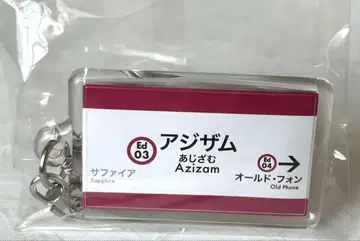 Ed
03
アジザム
あじざむ
Azizam
サファイア
Sapphire
Ed
04
オールド・フォン
Old Phone